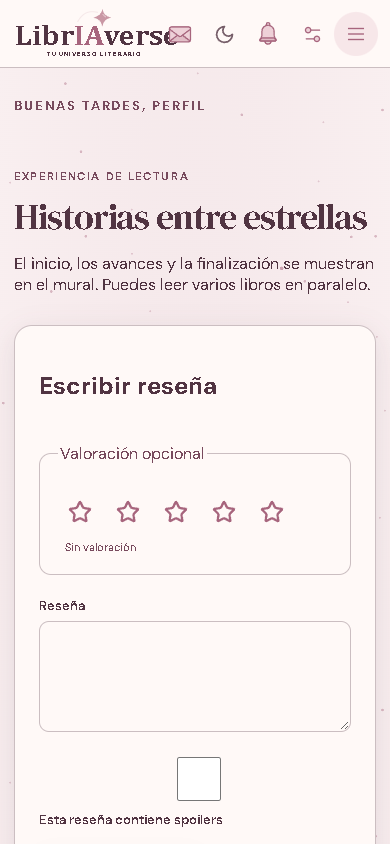 LibrIAverse
TU UNIVERSO LITERARIO
BUENAS TARDES, PERFIL
EXPERIENCIA DE LECTURA
Historias entre estrellas
El inicio, los avances y la finalización se muestran
en el mural. Puedes leer varios libros en paralelo.
Escribir reseña
Valoración opcional
Sin valoración
Reseña
Esta reseña contiene spoilers